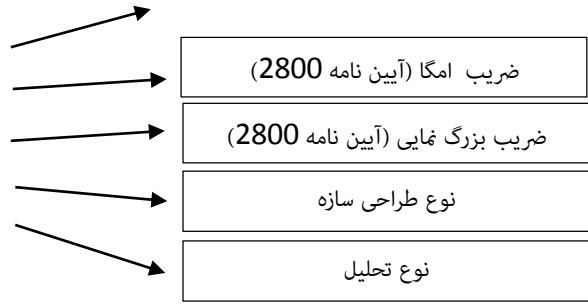 ضریب امگا (آیین نامه 2800)
ضریب بزرگ نمایی (آیین نامه 2800)
نوع طراحی سازه
نوع تحلیل